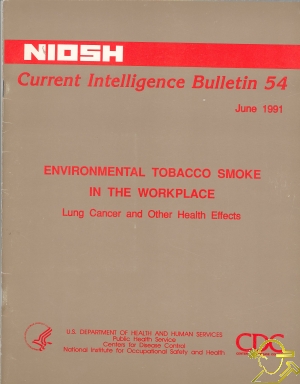 NIOSH
Current Intelligence Bulletin 54
June 1991
ENVIRONMENTAL TOBACCO SMOKE
IN THE WORKPLACE
Lung Cancer and Other Health Effects
U.S. DEPARTMENT OF HEALTH AND HUMAN SERVICES
Public Health Service
Centers for Disease Control
National Institute for Occupational Safety and Health
CDC